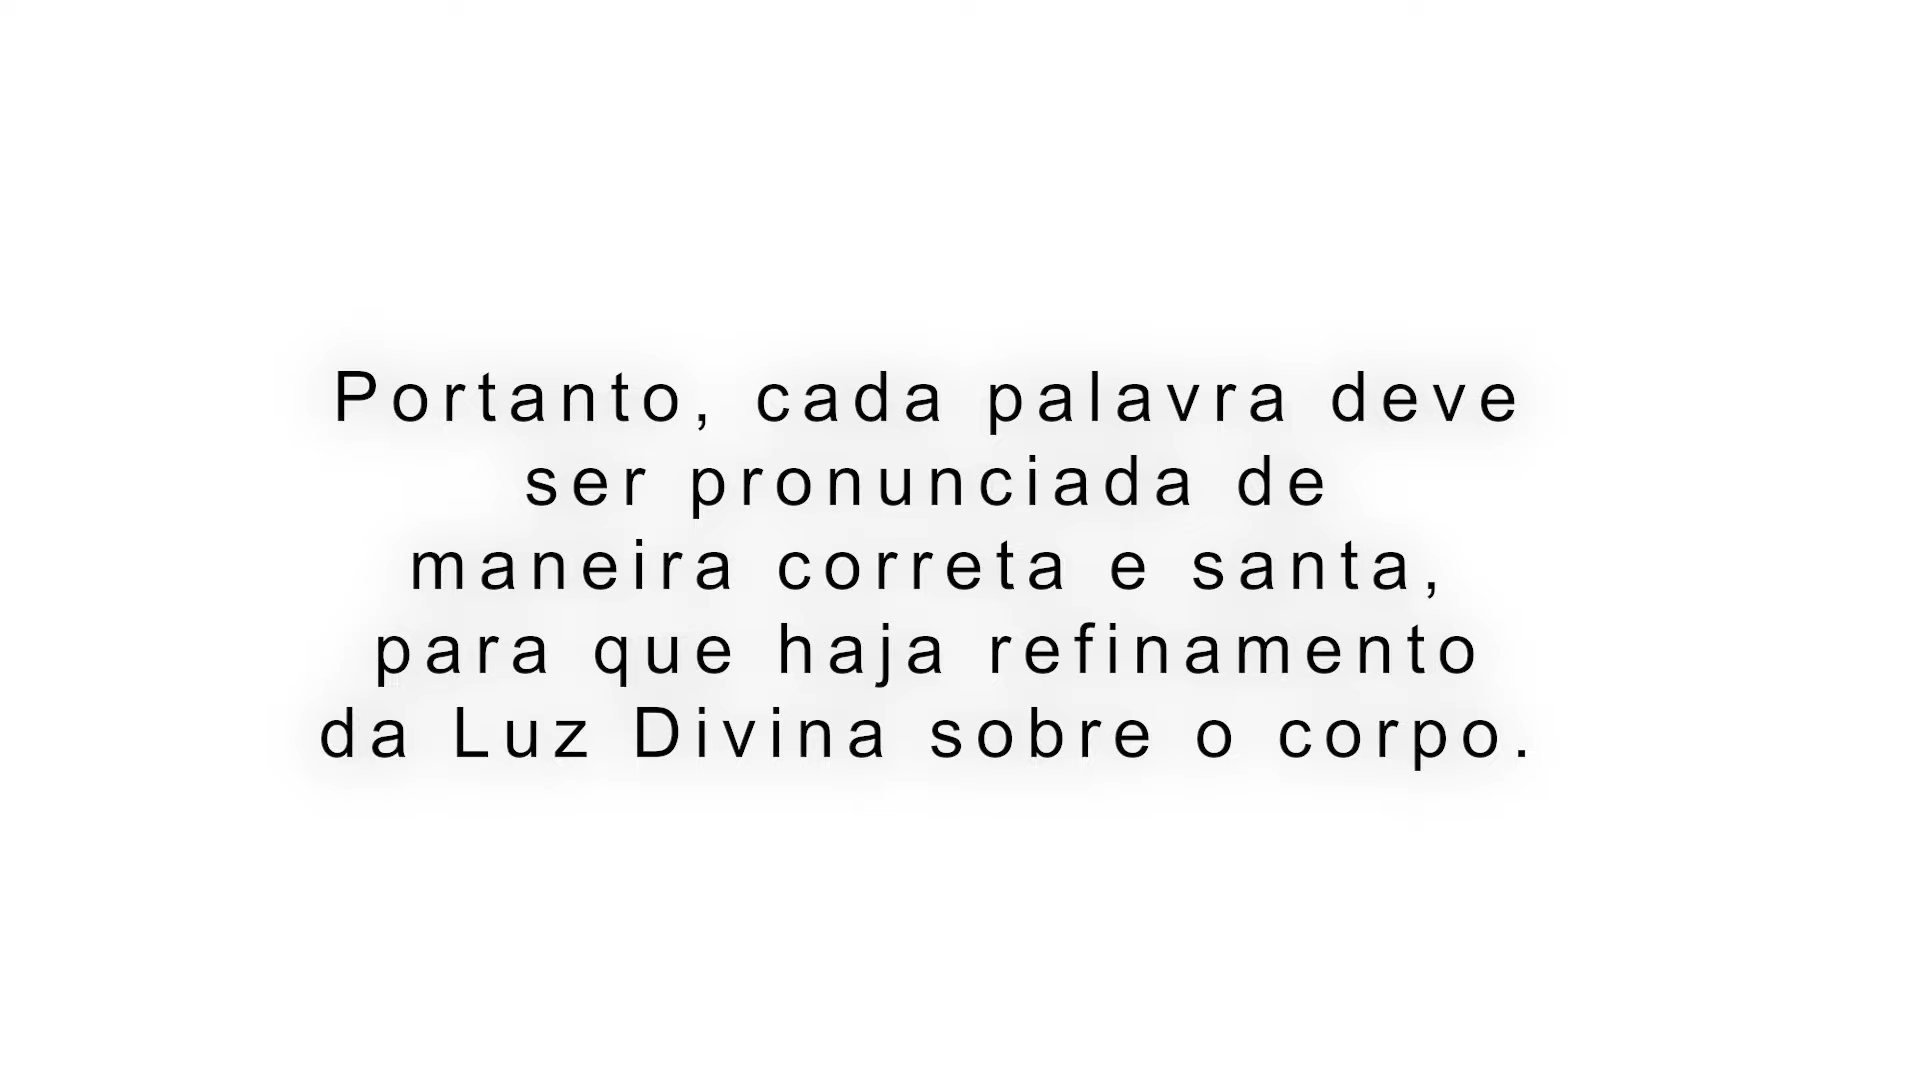 Portanto, cada palavra deve
ser pronunciada de
maneira correta e santa,
para que haja refinamento
da Luz Divina sobre o corpo.